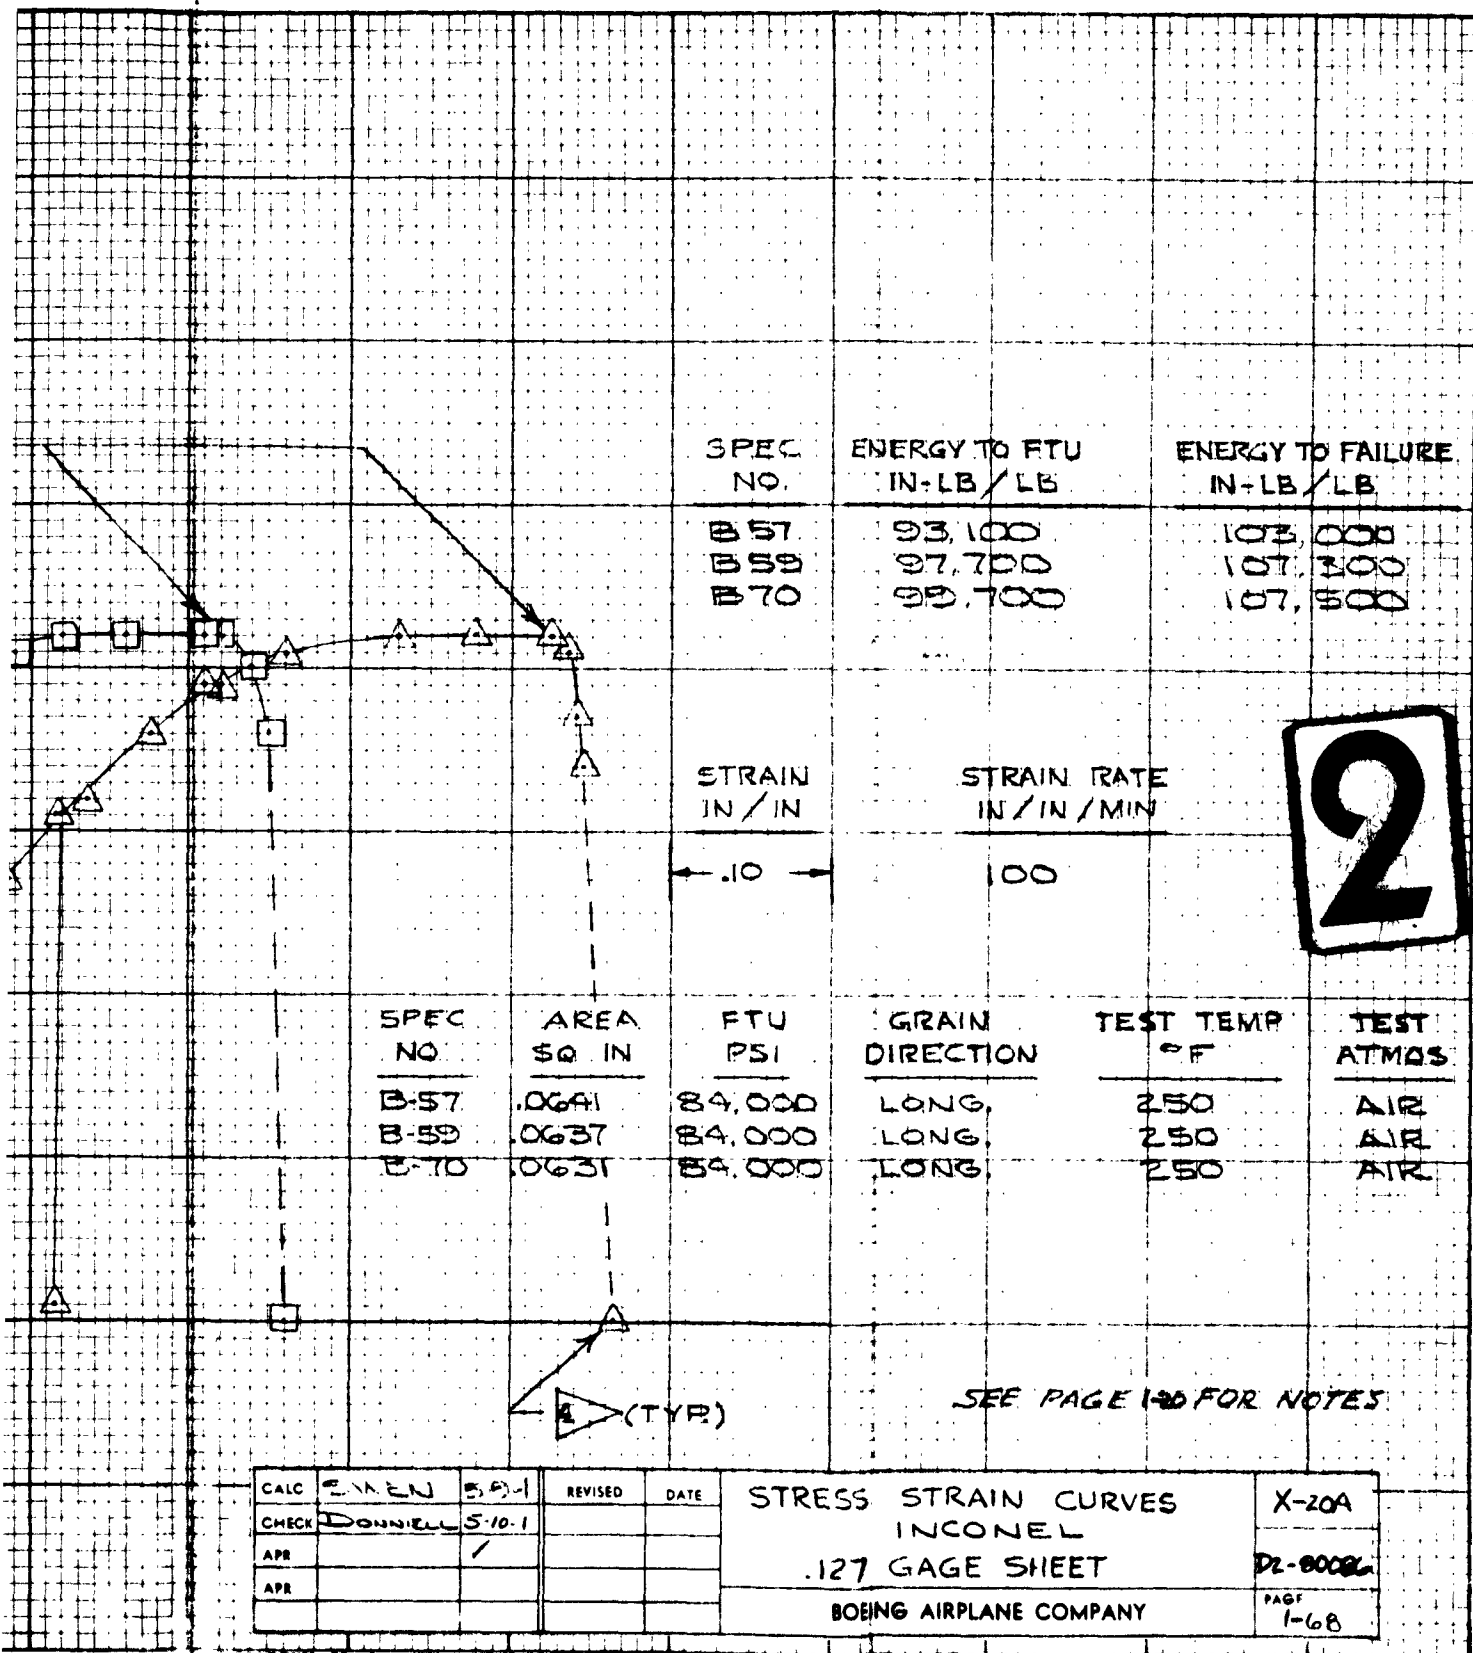 SPEC NO. ENERGY TO FTU IN-LB/LB ENERGY TO FAILURE IN-LB/LB
B57 93,100 103,000
B59 97,700 107,300
B70 99,700 107,500
STRAIN IN/IN STRAIN RATE IN/IN/MIN
.10 100
2
SPEC NO AREA SQ IN FTU PSI GRAIN DIRECTION TEST TEMP °F TEST ATMOS
B-57 .0641 84,000 LONG. 250 AIR
B-59 .0637 84,000 LONG. 250 AIR
B-70 .0631 84,000 LONG. 250 AIR
(TYP.)
SEE PAGE FOR NOTES
CALC REVISED DATE
CHECK DONNIELL 5-10-1
APR
APR
STRESS STRAIN CURVES
INCONEL
.127 GAGE SHEET
BOEING AIRPLANE COMPANY
X-20A
PAGE
1-68